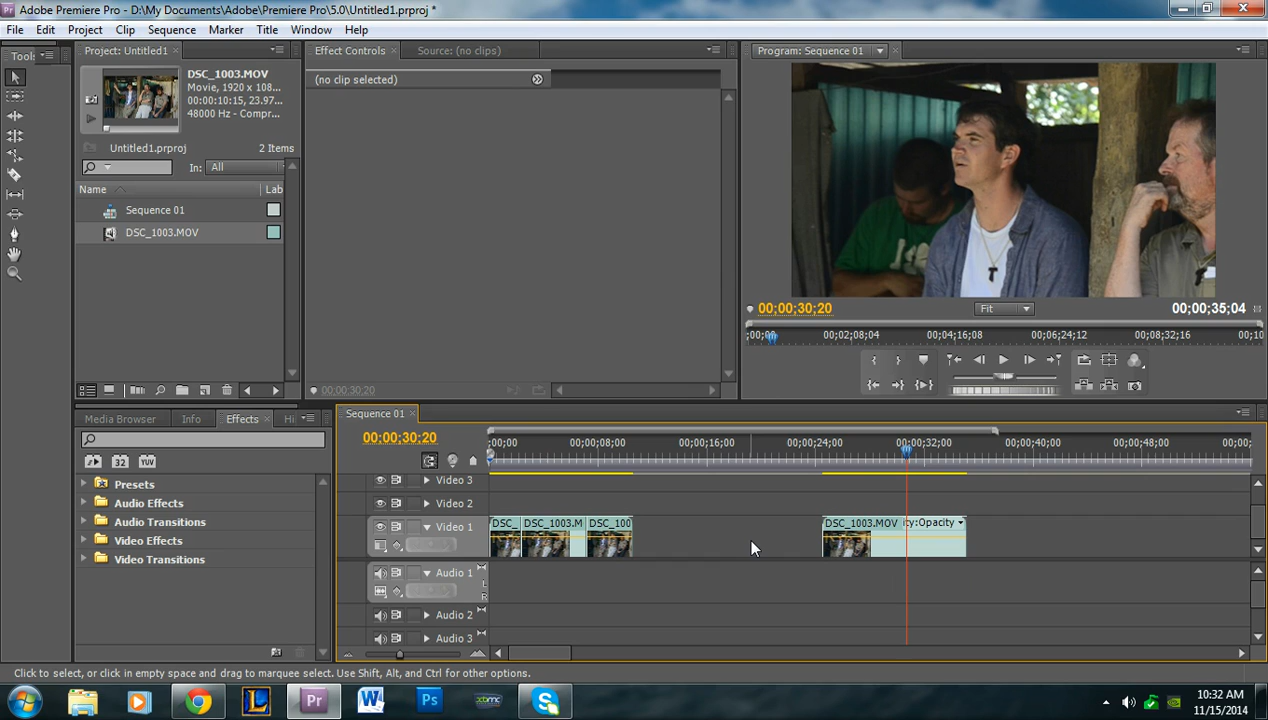 Adobe Premiere Pro - D:\My Documents\Adobe\Premiere Pro\5.0\Untitled1.prproj *
File Edit Project Clip Sequence Marker Title Window Help
Tools
Project: Untitled1
DSC_1003.MOV
Movie, 1920 x 108...
00:00:10:15, 23.97...
48000 Hz - Compr...
Untitled1.prproj
2 Items
In: All
Name Lab
Sequence 01
DSC_1003.MOV
Effect Controls
Source: (no clips)
(no clip selected)
00;00;30;20
Program: Sequence 01
00;00;30;20
Fit
00;00;35;04
;00;00 00;02;08;04 00;04;16;08 00;06;24;12 00;08;32;16 00;10
Media Browser Info Effects Hi
32 YUV
Presets
Audio Effects
Audio Transitions
Video Effects
Video Transitions
Sequence 01
00;00;30;20
;00;00 00;00;08;00 00;00;16;00 00;00;24;00 00;00;32;00 00;00;40;00 00;00;48;00 00;00;
Video 3
Video 2
Video 1
DSC_ DSC_1003.M DSC_100
DSC_1003.MOV ity:Opacity
Audio 1
L
R
Audio 2
Audio 3
Click to select, or click in empty space and drag to marquee select. Use Shift, Alt, and Ctrl for other options.
L Pr W Ps xbmc S
10:32 AM
11/15/2014